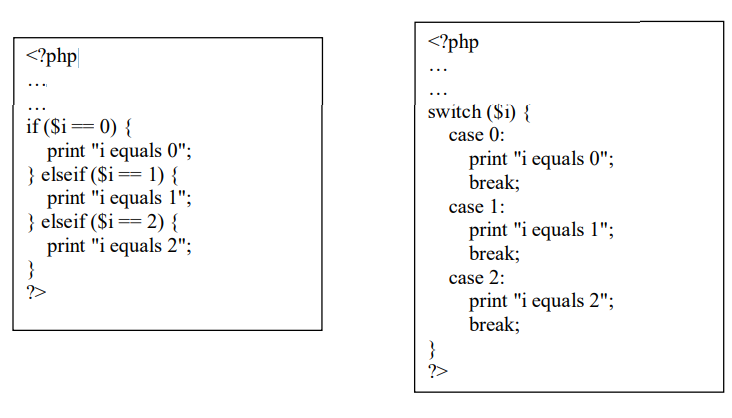 <?php
...
...
if ($i == 0) {
print "i equals 0";
} elseif ($i == 1) {
print "i equals 1";
} elseif ($i == 2) {
print "i equals 2";
}
?>
<?php
...
...
switch ($i) {
case 0:
print "i equals 0";
break;
case 1:
print "i equals 1";
break;
case 2:
print "i equals 2";
break;
}
?>